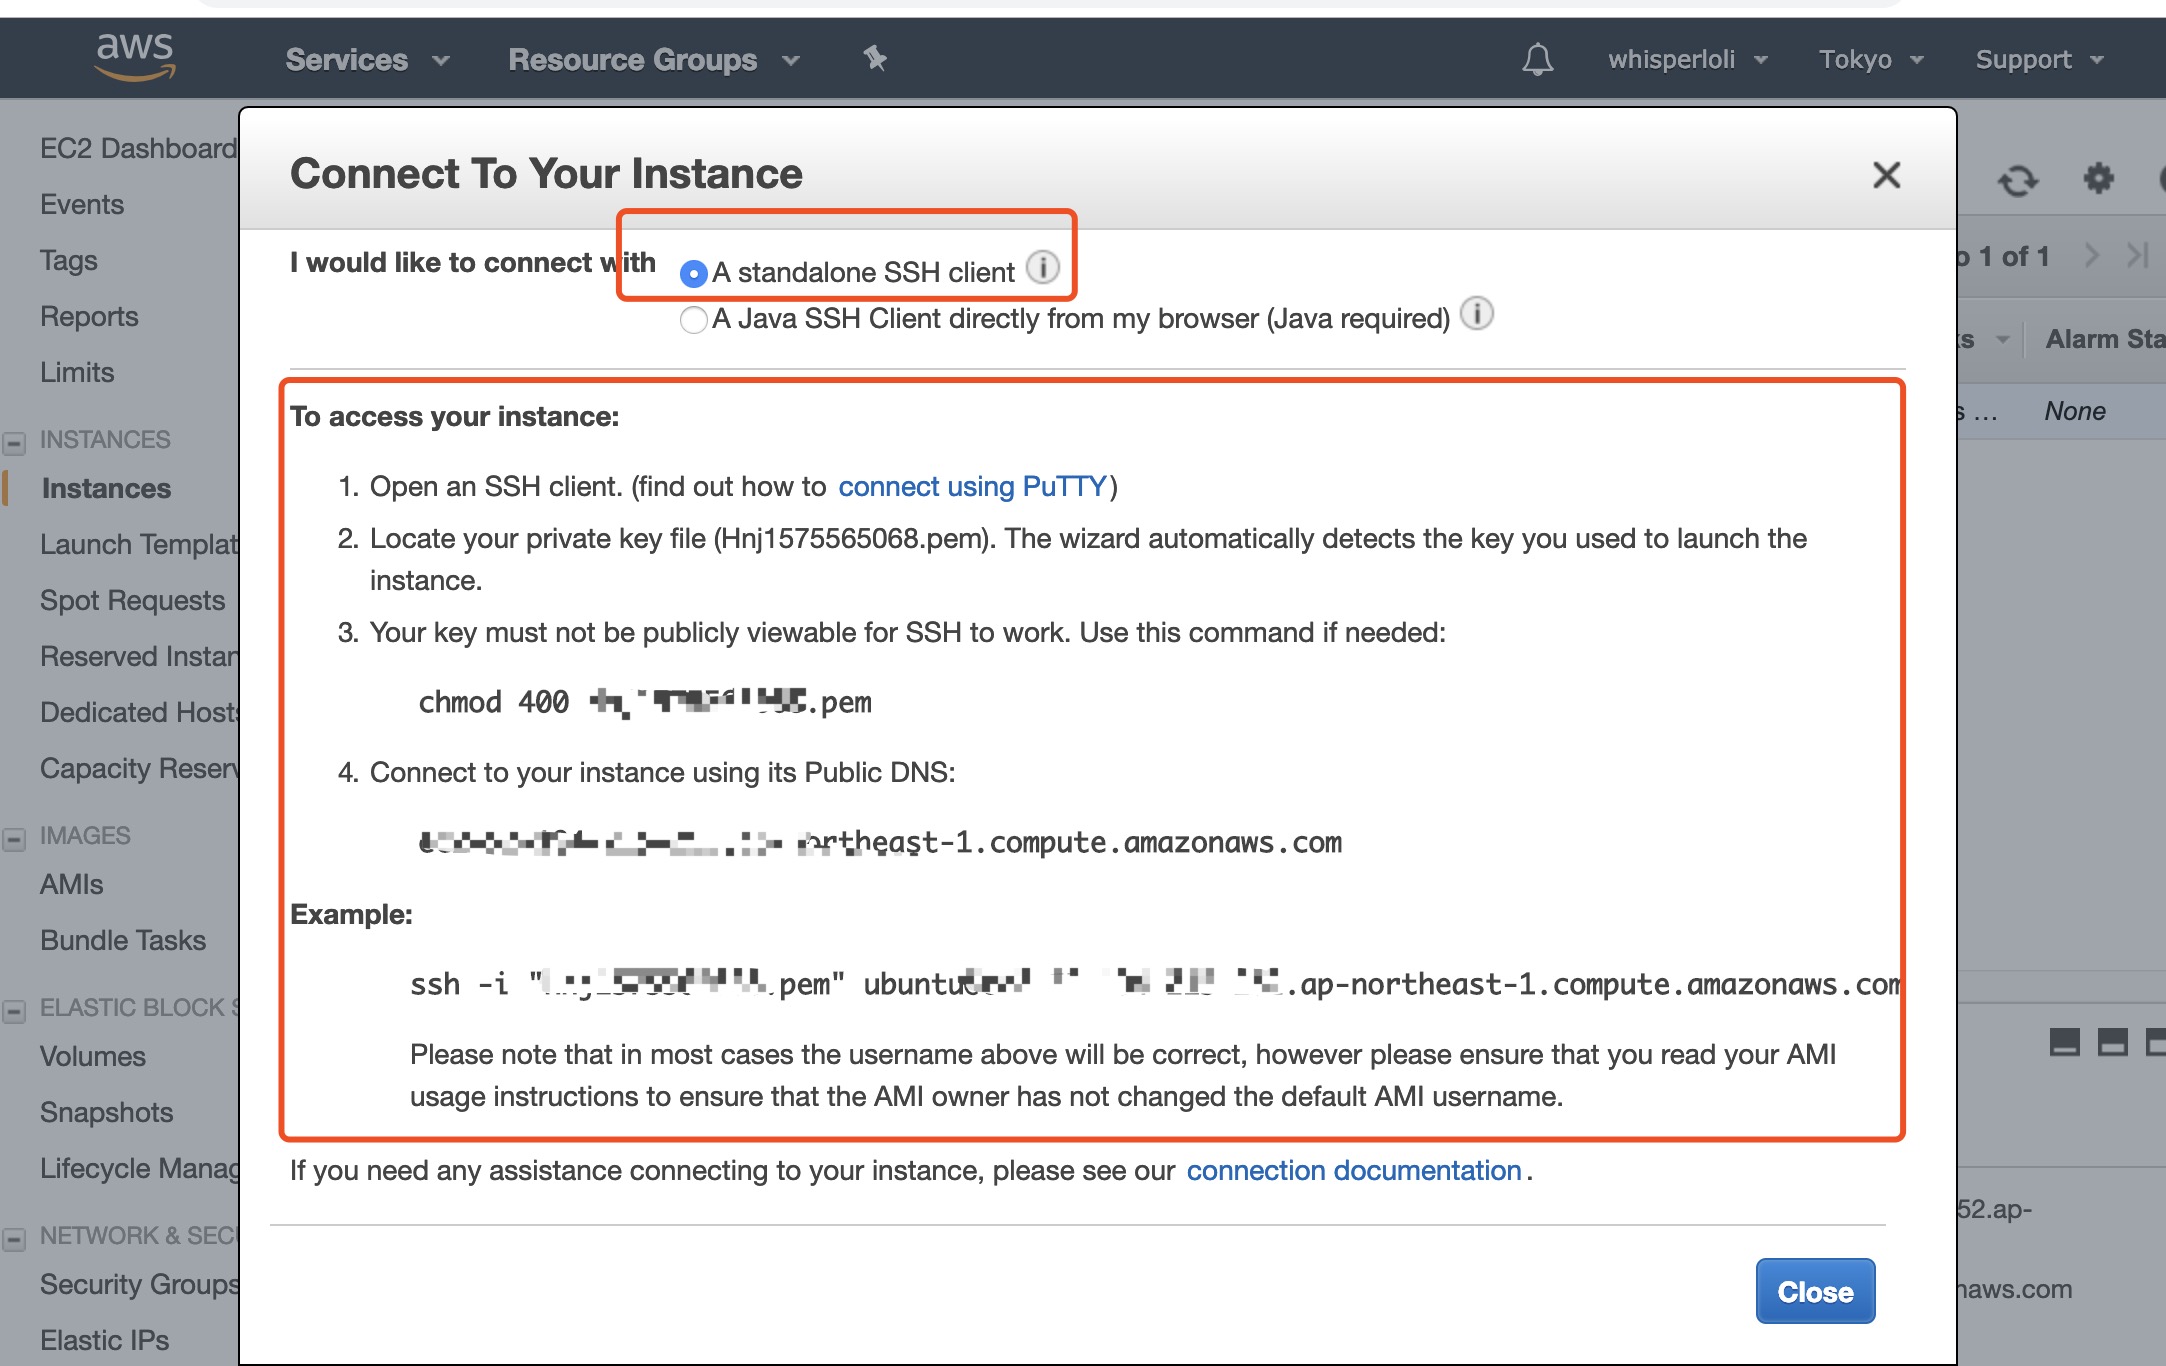 aws Services Resource Groups whisperloli Tokyo Support
EC2 Dashboard
Events
Tags
Reports
Limits
INSTANCES
Instances
Launch Templat
Spot Requests
Reserved Instan
Dedicated Hosts
Capacity Reserv
IMAGES
AMIs
Bundle Tasks
ELASTIC BLOCK S
Volumes
Snapshots
Lifecycle Manag
NETWORK & SECU
Security Groups
Elastic IPs
Connect To Your Instance
I would like to connect with
A standalone SSH client
A Java SSH Client directly from my browser (Java required)
To access your instance:
1. Open an SSH client. (find out how to connect using PuTTY)
2. Locate your private key file (Hnj1575565068.pem). The wizard automatically detects the key you used to launch the
instance.
3. Your key must not be publicly viewable for SSH to work. Use this command if needed:
chmod 400 .pem
4. Connect to your instance using its Public DNS:
ortheast-1.compute.amazonaws.com
Example:
ssh -i " .pem" ubuntu .ap-northeast-1.compute.amazonaws.com
Please note that in most cases the username above will be correct, however please ensure that you read your AMI
usage instructions to ensure that the AMI owner has not changed the default AMI username.
If you need any assistance connecting to your instance, please see our connection documentation.
Close
1 of 1
Alarm Sta
s ... None
52.ap-
naws.com